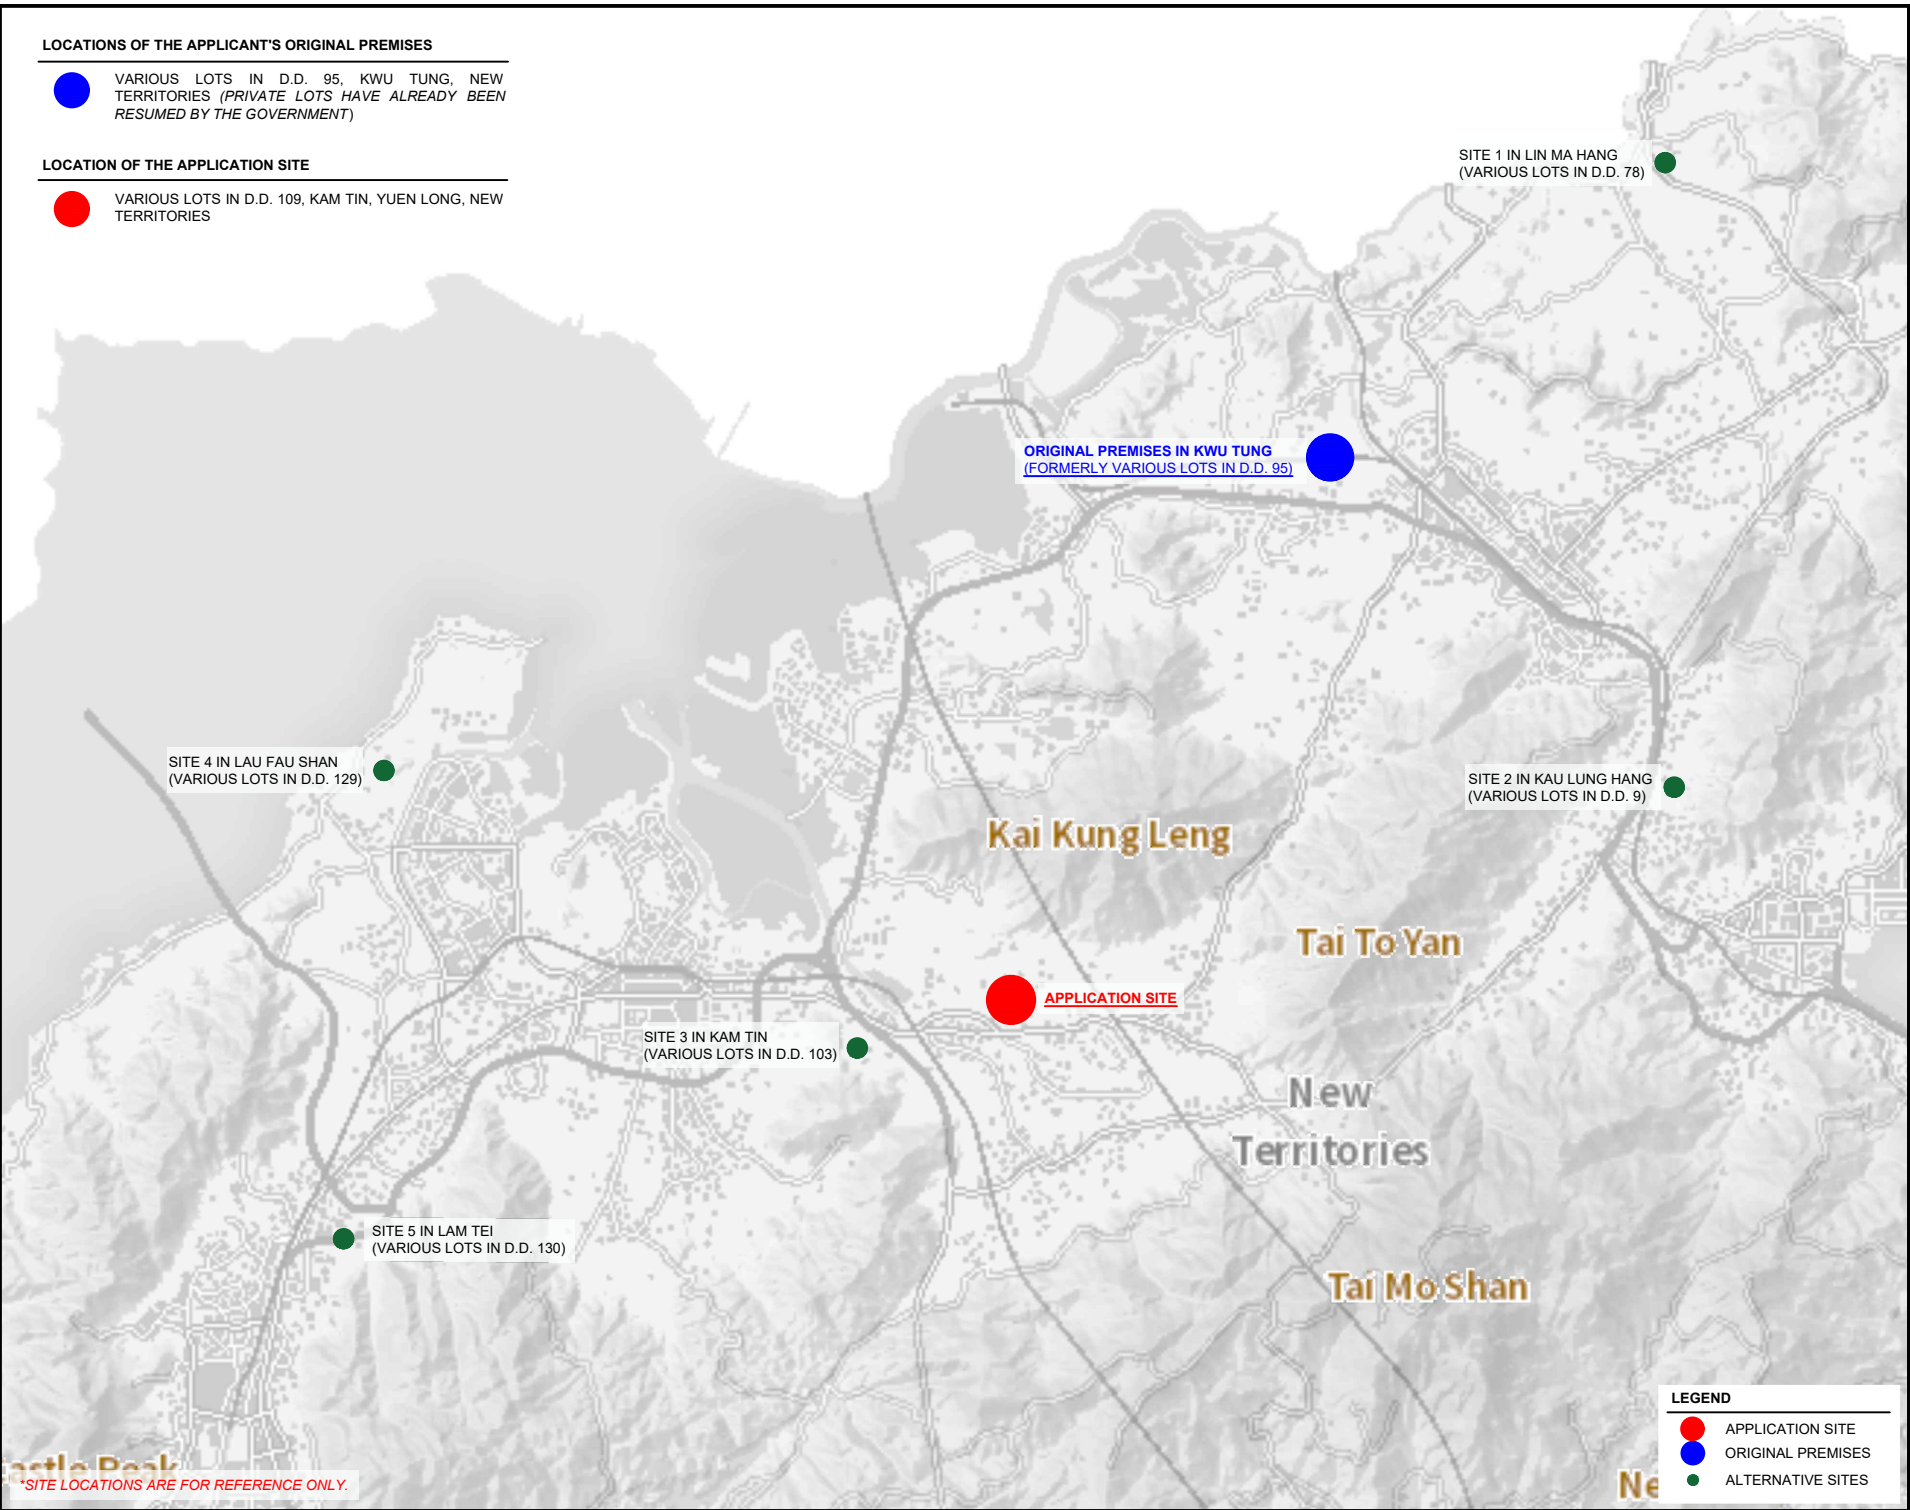 LOCATIONS OF THE APPLICANT'S ORIGINAL PREMISES
VARIOUS LOTS IN D.D. 95, KWU TUNG, NEW
TERRITORIES (PRIVATE LOTS HAVE ALREADY BEEN
RESUMED BY THE GOVERNMENT)
LOCATION OF THE APPLICATION SITE
VARIOUS LOTS IN D.D. 109, KAM TIN, YUEN LONG, NEW
TERRITORIES
SITE 1 IN LIN MA HANG
(VARIOUS LOTS IN D.D. 78)
ORIGINAL PREMISES IN KWU TUNG
(FORMERLY VARIOUS LOTS IN D.D. 95)
SITE 4 IN LAU FAU SHAN
(VARIOUS LOTS IN D.D. 129)
SITE 2 IN KAU LUNG HANG
(VARIOUS LOTS IN D.D. 9)
Kai Kung Leng
Tai To Yan
APPLICATION SITE
SITE 3 IN KAM TIN
(VARIOUS LOTS IN D.D. 103)
New
Territories
SITE 5 IN LAM TEI
(VARIOUS LOTS IN D.D. 130)
Tai Mo Shan
LEGEND
APPLICATION SITE
ORIGINAL PREMISES
ALTERNATIVE SITES
astle Peak
*SITE LOCATIONS ARE FOR REFERENCE ONLY.
Ne